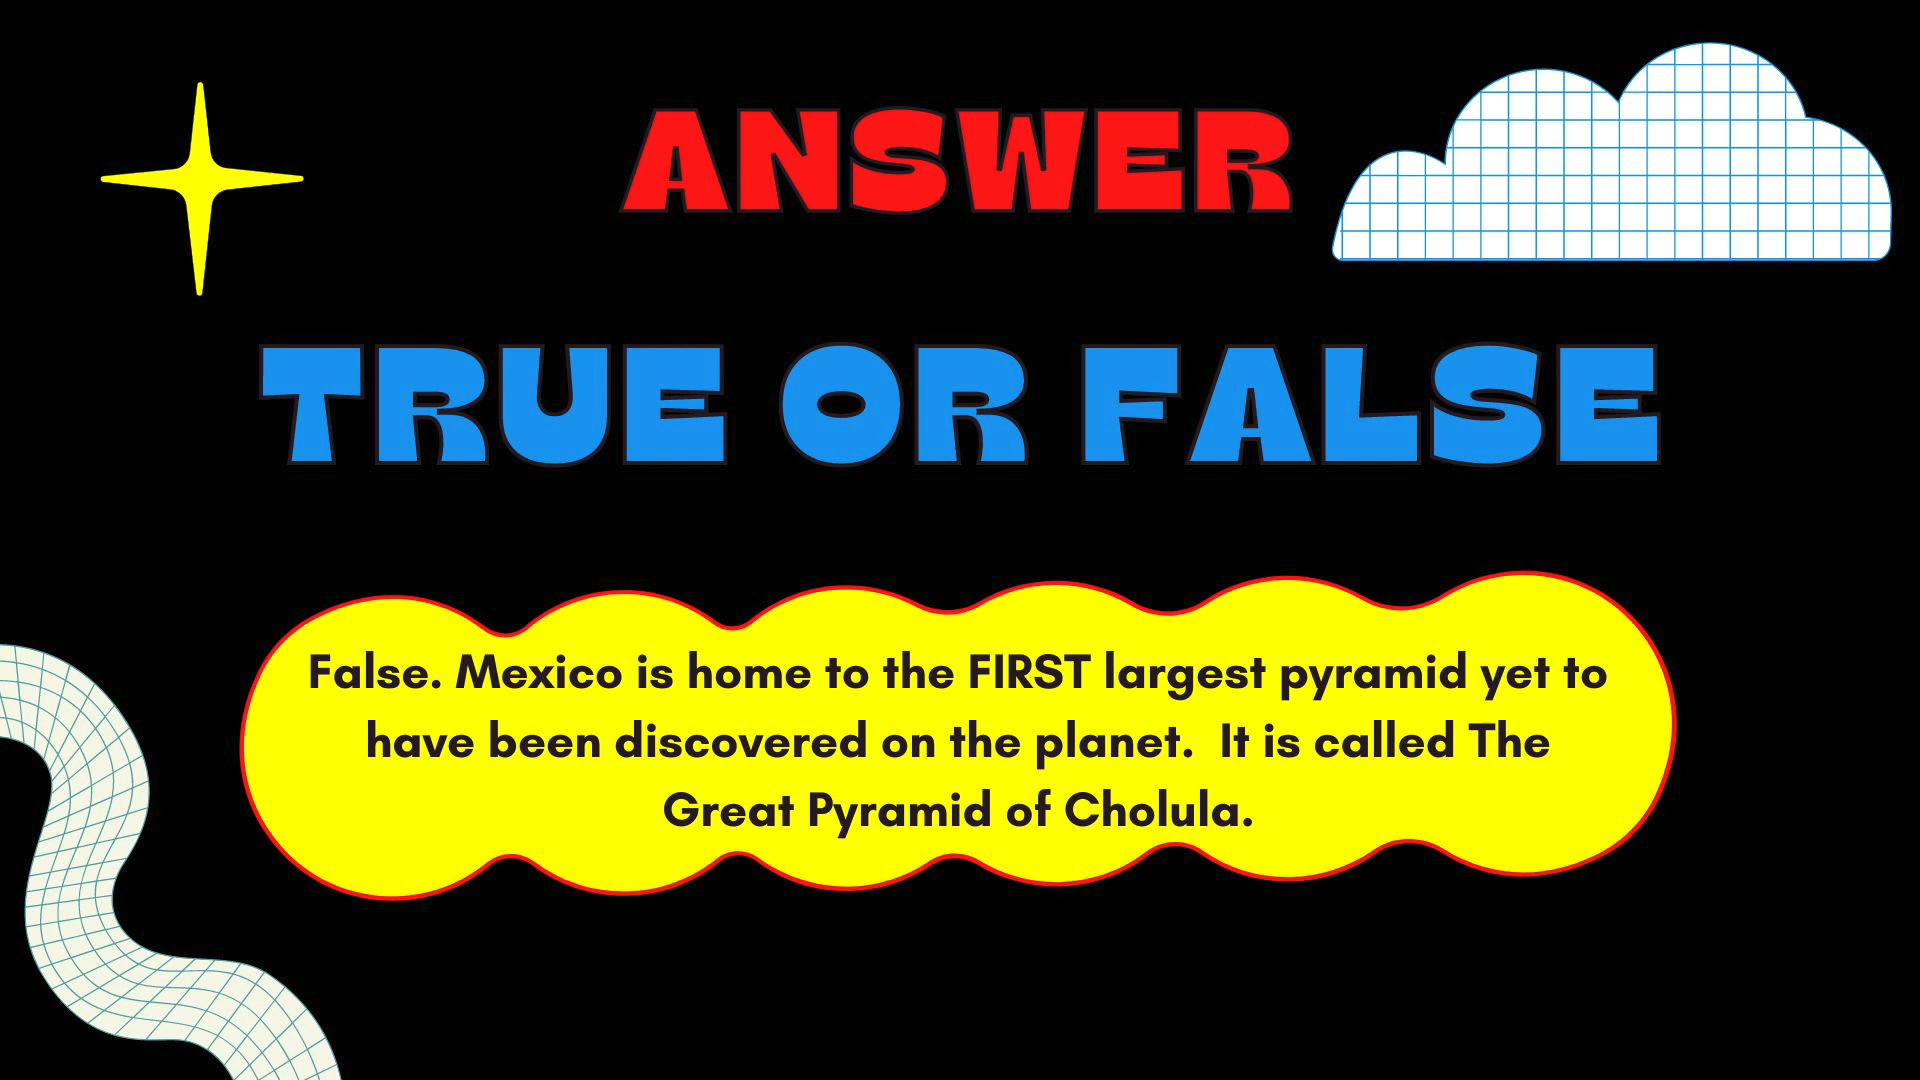 ANSWER
TRUE OR FALSE
False. Mexico is home to the FIRST largest pyramid yet to
have been discovered on the planet.  It is called The
Great Pyramid of Cholula.